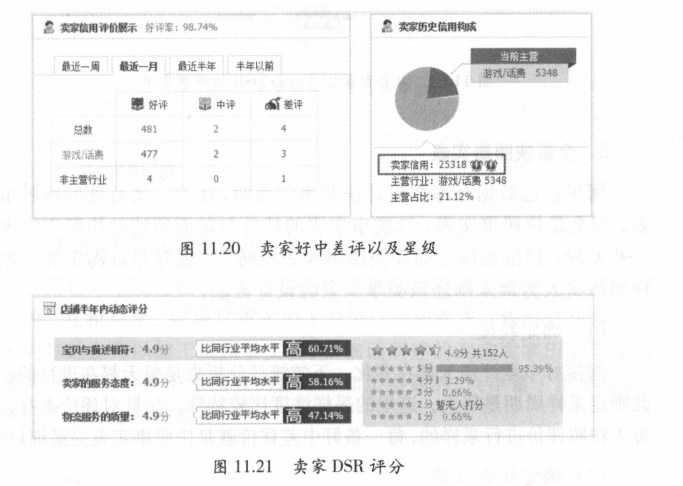 卖家信用评价展示 好评率：98.74%
最近一周 最近一月 最近半年 半年以前
好评 中评 差评
总数 481 2 4
游戏/话费 477 2 3
非主营行业 4 0 1
卖家历史信用构成
当前主营
游戏/话费 5348
卖家信用：25318
主营行业：游戏/话费 5348
主营占比：21.12%
图 11.20 卖家好中差评以及星级
店铺半年内动态评分
宝贝与描述相符：4.9分 比同行业平均水平 高 60.71%
卖家的服务态度：4.9分 比同行业平均水平 高 58.16%
物流服务的质量：4.9分 比同行业平均水平 高 47.14%
4.9分 共152人
5分 95.39%
4分 3.29%
3分 0.66%
2分 暂无人打分
1分 0.66%
图 11.21 卖家 DSR 评分